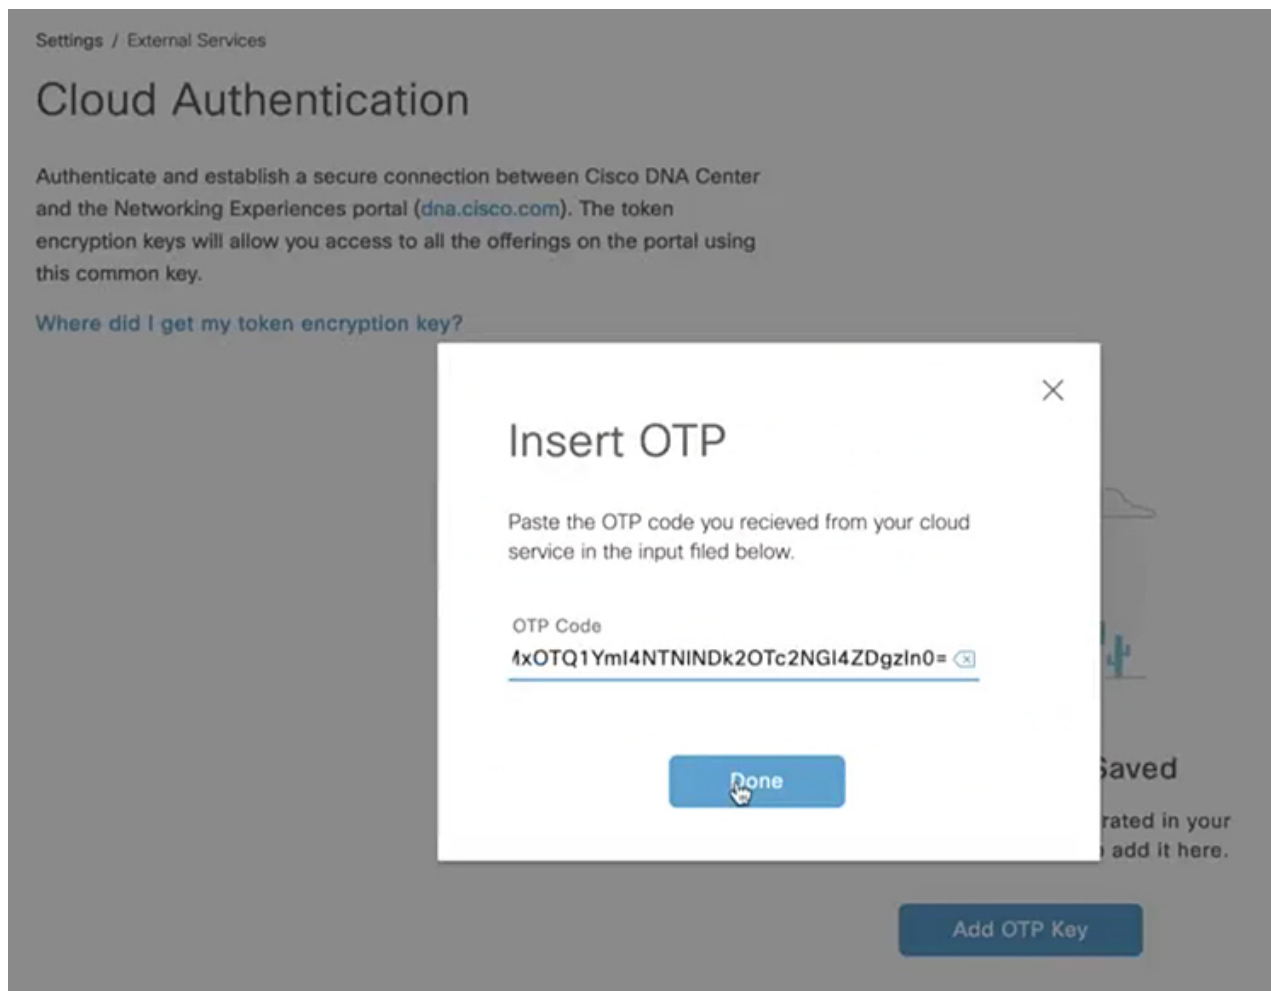 Settings / External Services
Cloud Authentication
Authenticate and establish a secure connection between Cisco DNA Center
and the Networking Experiences portal (dna.cisco.com). The token
encryption keys will allow you access to all the offerings on the portal using
this common key.
Where did I get my token encryption key?
Insert OTP
Paste the OTP code you recieved from your cloud
service in the input filed below.
OTP Code
xOTQ1YmI4NTNlNDk2OTc2NGI4ZDgzIn0=
Done
Saved
rated in your
add it here.
Add OTP Key